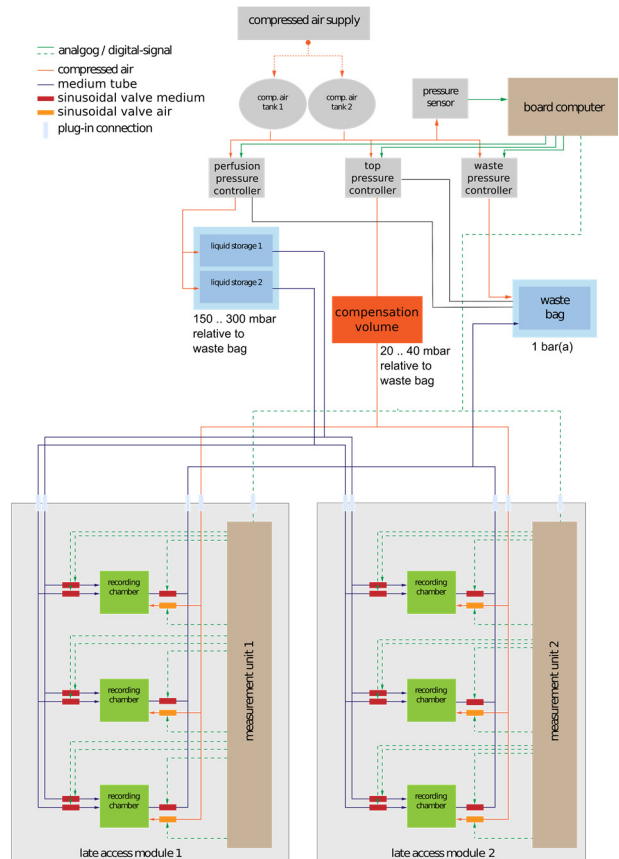 compressed air supply
analgog / digital-signal
compressed air
medium tube
sinusoidal valve medium
sinusoidal valve air
plug-in connection
comp. air
tank 1
comp. air
tank 2
pressure
sensor
board computer
perfusion
pressure
controller
top
pressure
controller
waste
pressure
controller
liquid storage 1
liquid storage 2
150 .. 300 mbar
relative to
waste bag
compensation
volume
20 .. 40 mbar
relative to
waste bag
waste
bag
1 bar(a)
recording
chamber
recording
chamber
recording
chamber
measurement unit 1
late access module 1
recording
chamber
recording
chamber
recording
chamber
measurement unit 2
late access module 2